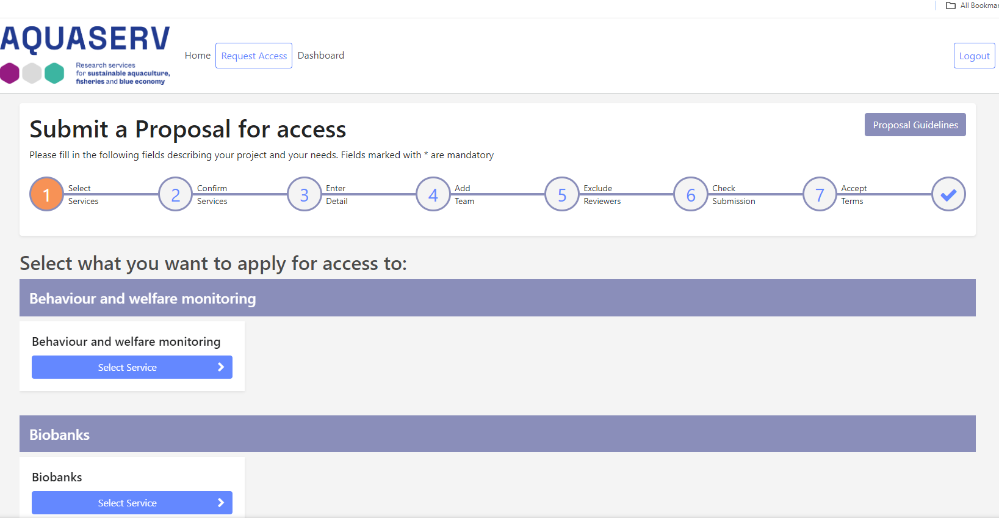 All Bookmar
AQUASERV
Research services
for sustainable aquaculture,
fisheries and blue economy
Home
Request Access
Dashboard
Logout
Submit a Proposal for access
Proposal Guidelines
Please fill in the following fields describing your project and your needs. Fields marked with * are mandatory
1
Select
Services
2
Confirm
Services
3
Enter
Detail
4
Add
Team
5
Exclude
Reviewers
6
Check
Submission
7
Accept
Terms
Select what you want to apply for access to:
Behaviour and welfare monitoring
Behaviour and welfare monitoring
Select Service
Biobanks
Biobanks
Select Service